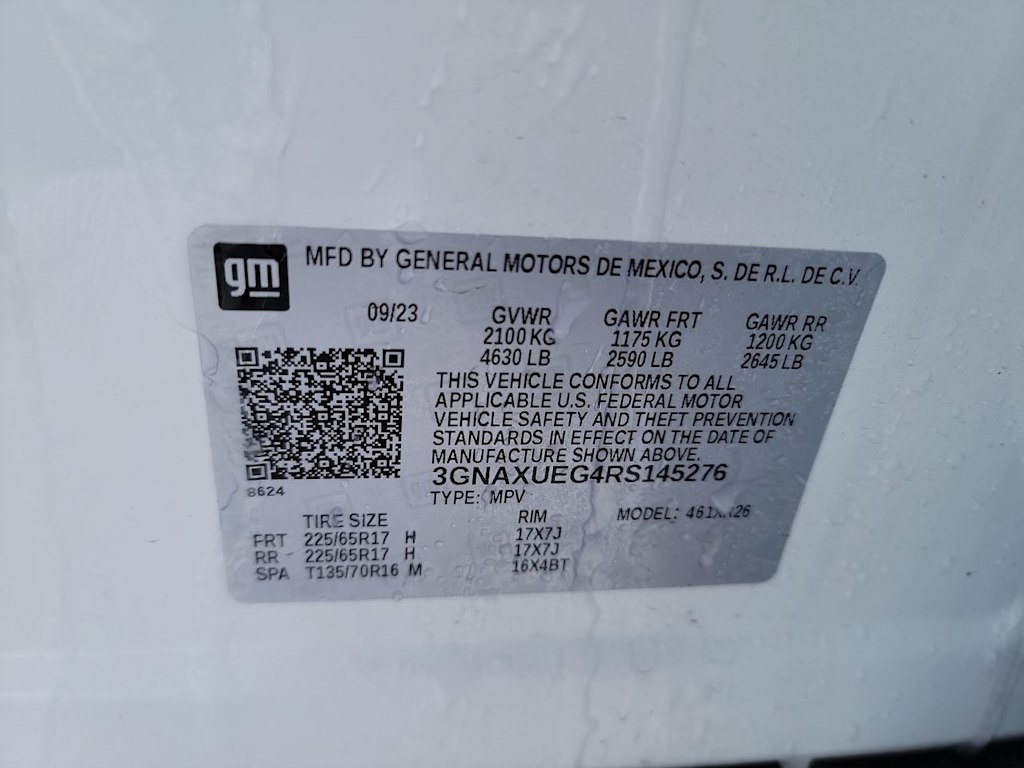 gm
MFD BY GENERAL MOTORS DE MEXICO, S. DE R.L. DE C.V.
09/23 GVWR GAWR FRT GAWR RR
2100 KG 1175 KG 1200 KG
4630 LB 2590 LB 2645 LB
THIS VEHICLE CONFORMS TO ALL
APPLICABLE U.S. FEDERAL MOTOR
VEHICLE SAFETY AND THEFT PREVENTION
STANDARDS IN EFFECT ON THE DATE OF
MANUFACTURE SHOWN ABOVE.
3GNAXUEG4RS145276
8624
TYPE: MPV
TIRE SIZE RIM MODEL:
FRT 225/65R17 H 17X7J
RR 225/65R17 H 17X7J
SPA T135/70R16 M 16X4BT